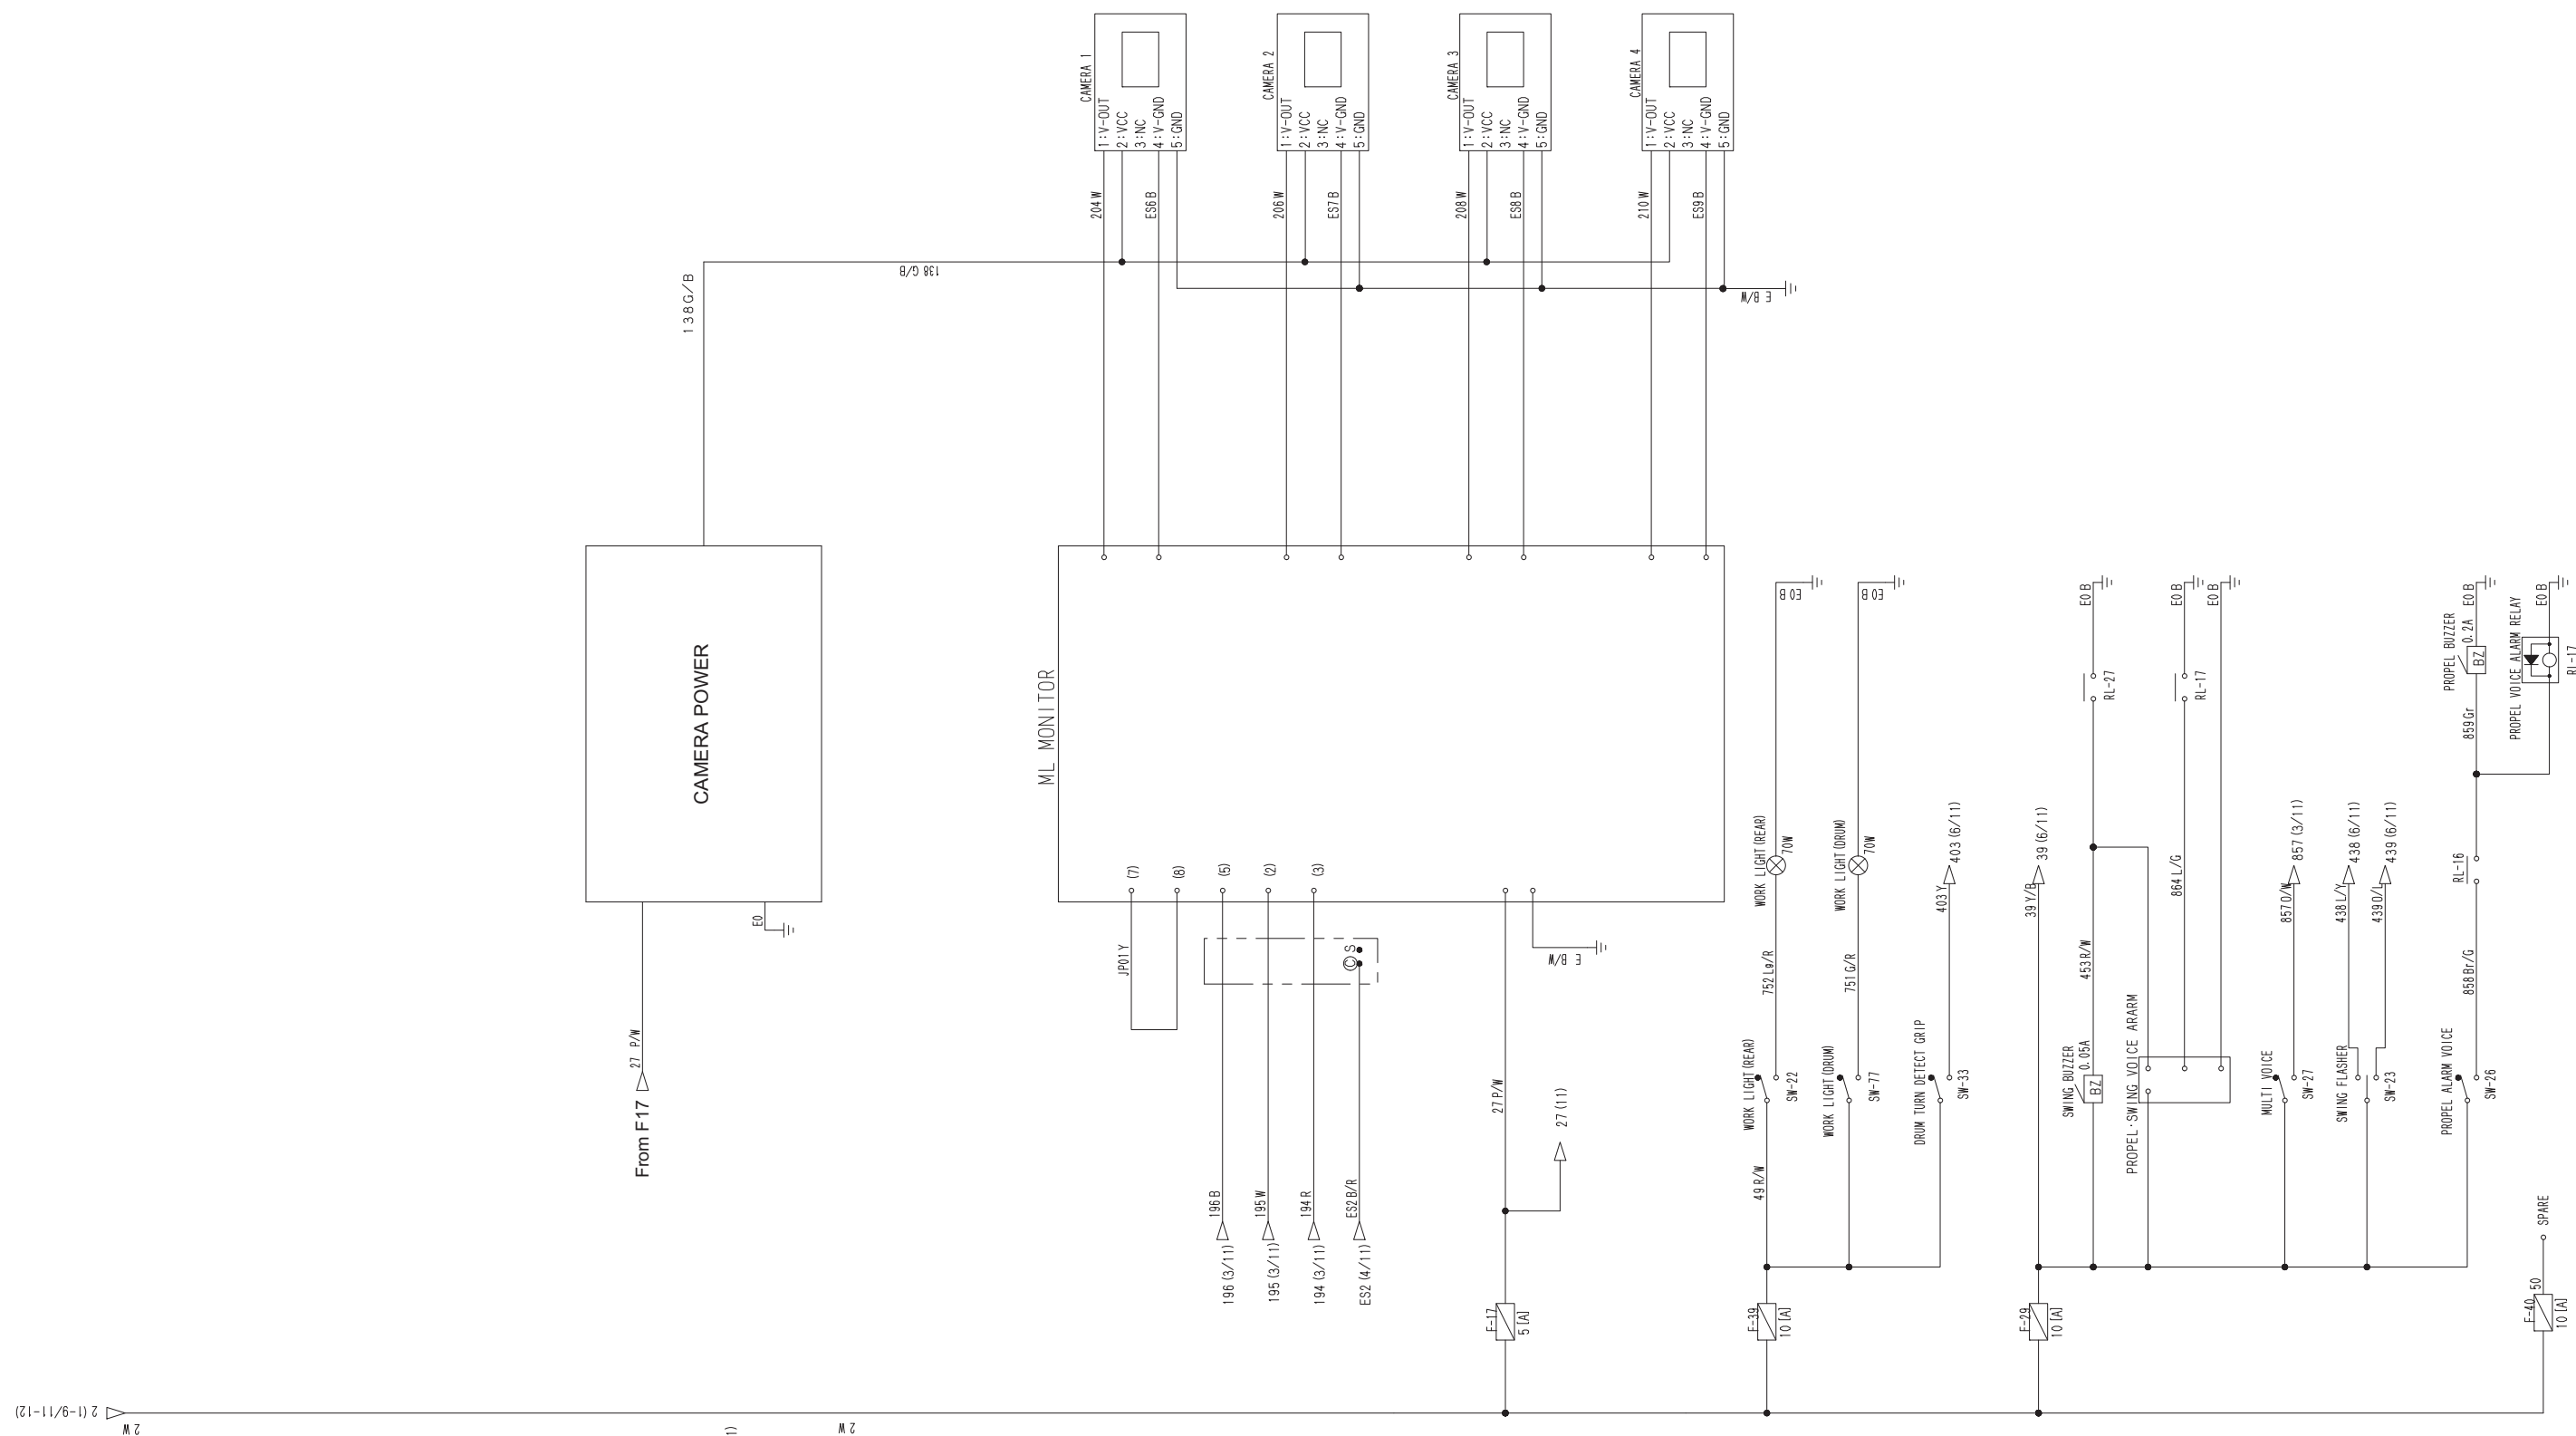 CAMERA 1
1:V-OUT
2:VCC
3:NC
4:V-GND
5:GND
CAMERA 2
1:V-OUT
2:VCC
3:NC
4:V-GND
5:GND
CAMERA 3
1:V-OUT
2:VCC
3:NC
4:V-GND
5:GND
CAMERA 4
1:V-OUT
2:VCC
3:NC
4:V-GND
5:GND
204 W
ES6 B
206 W
ES7 B
208 W
ES8 B
210 W
ES9 B
138 G/B
138G/B
E B/W
CAMERA POWER
E0
27 P/W
From F17
ML MONITOR
(7)
(8)
(5)
(2)
(3)
JP01 Y
C S
E B/W
196 B
195 W
194 R
ES2 B/R
196 (3/11)
195 (3/11)
194 (3/11)
ES2 (4/11)
27 P/W
27 (11)
F-17
5 [A]
E0 B
E0 B
WORK LIGHT(REAR)
70W
WORK LIGHT(DRUM)
70W
403 (6/11)
752 Lg/R
751 G/R
403 Y
WORK LIGHT(REAR)
SW-22
WORK LIGHT(DRUM)
SW-77
DRUM TURN DETECT GRIP
SW-33
49 R/W
F-39
10 [A]
E0 B
E0 B
E0 B
RL-27
RL-17
39 (6/11)
39 Y/B
453 R/W
864 L/G
SWING BUZZER
0.05A
BZ
PROPEL·SWING VOICE ARARM
857 (3/11)
857 O/W
MULTI VOICE
SW-27
438 (6/11)
439 (6/11)
438 L/Y
439 O/L
SWING FLASHER
SW-23
F-29
10 [A]
E0 B
E0 B
PROPEL BUZZER
0.2A
BZ
PROPEL VOICE ALARM RELAY
RL-17
859 Gr
RL-16
858 Br/G
PROPEL ALARM VOICE
SW-26
SPARE
50
F-40
10 [A]
2 (1-9/11-12)
2 W
1)
2 W